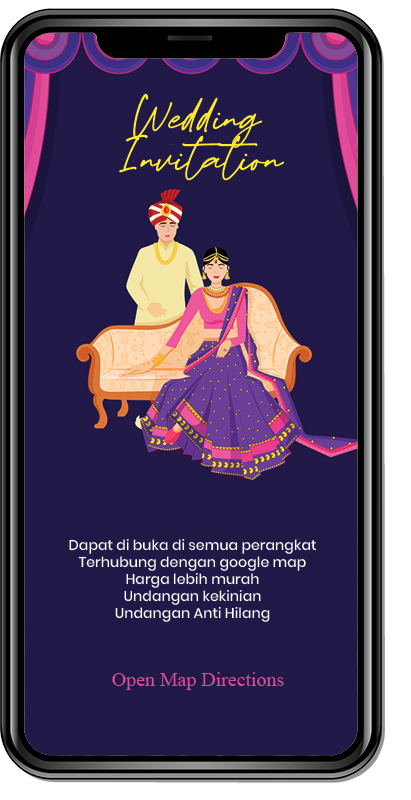 Wedding
Invitation
Dapat di buka di semua perangkat
Terhubung dengan google map
Harga lebih murah
Undangan kekinian
Undangan Anti Hilang
Open Map Directions